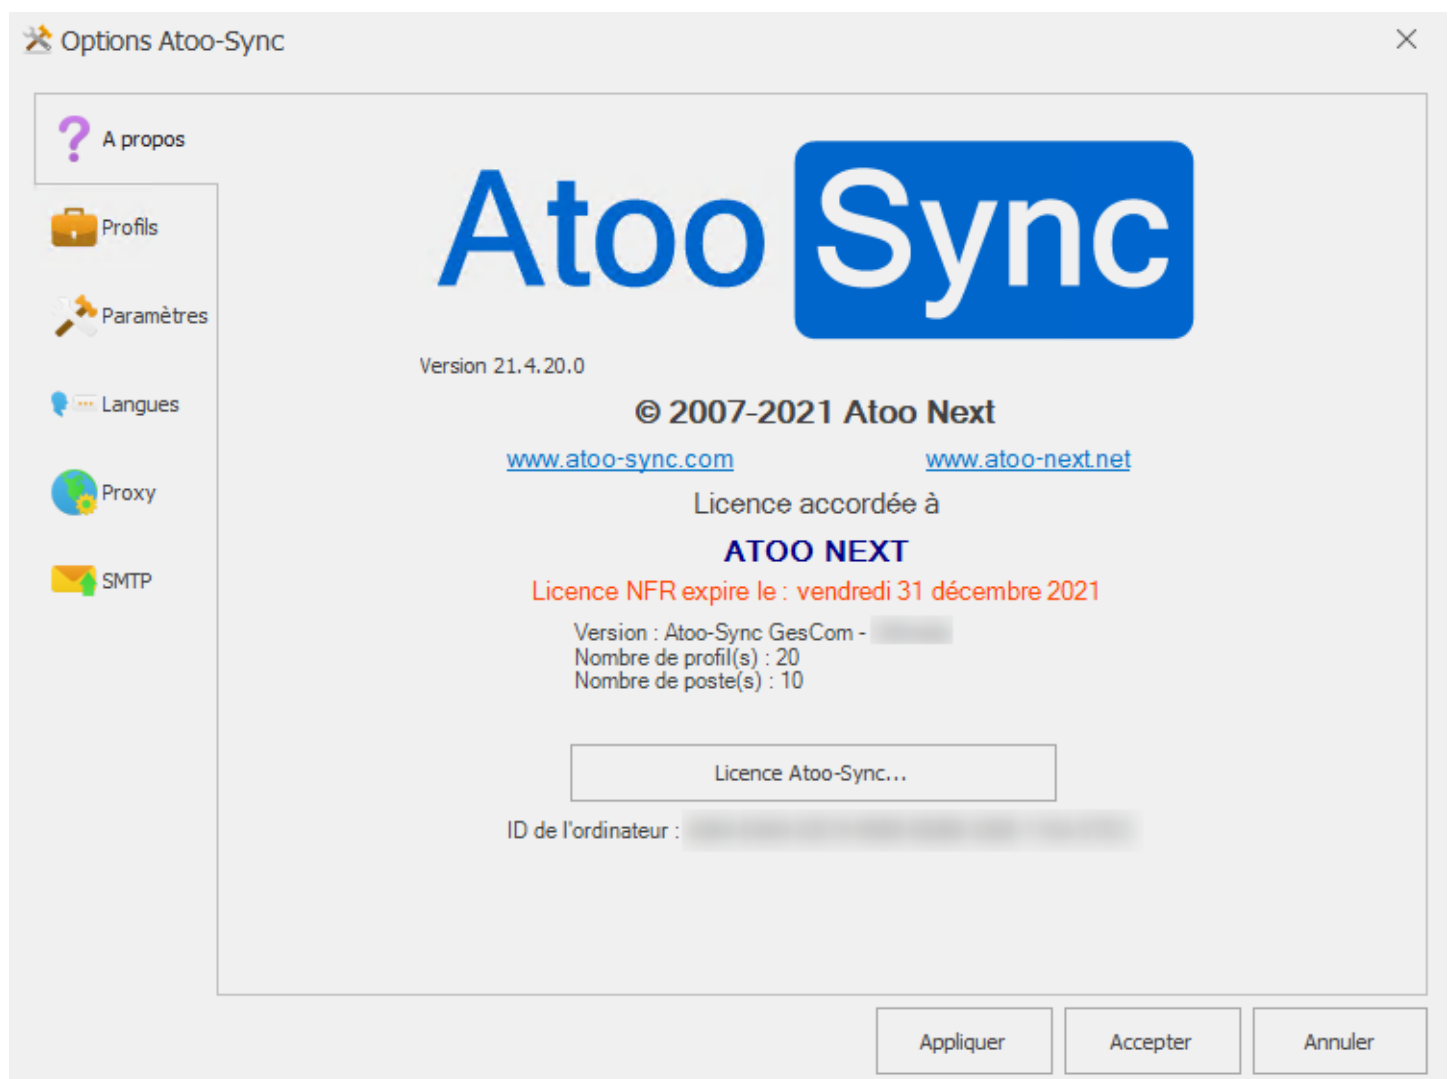 Options Atoo-Sync
A propos
Profils
Paramètres
Langues
Proxy
SMTP
Atoo Sync
Version 21.4.20.0
© 2007-2021 Atoo Next
www.atoo-sync.com www.atoo-next.net
Licence accordée à
ATOO NEXT
Licence NFR expire le : vendredi 31 décembre 2021
Version : Atoo-Sync GesCom -
Nombre de profil(s) : 20
Nombre de poste(s) : 10
Licence Atoo-Sync...
ID de l'ordinateur :
Appliquer Accepter Annuler